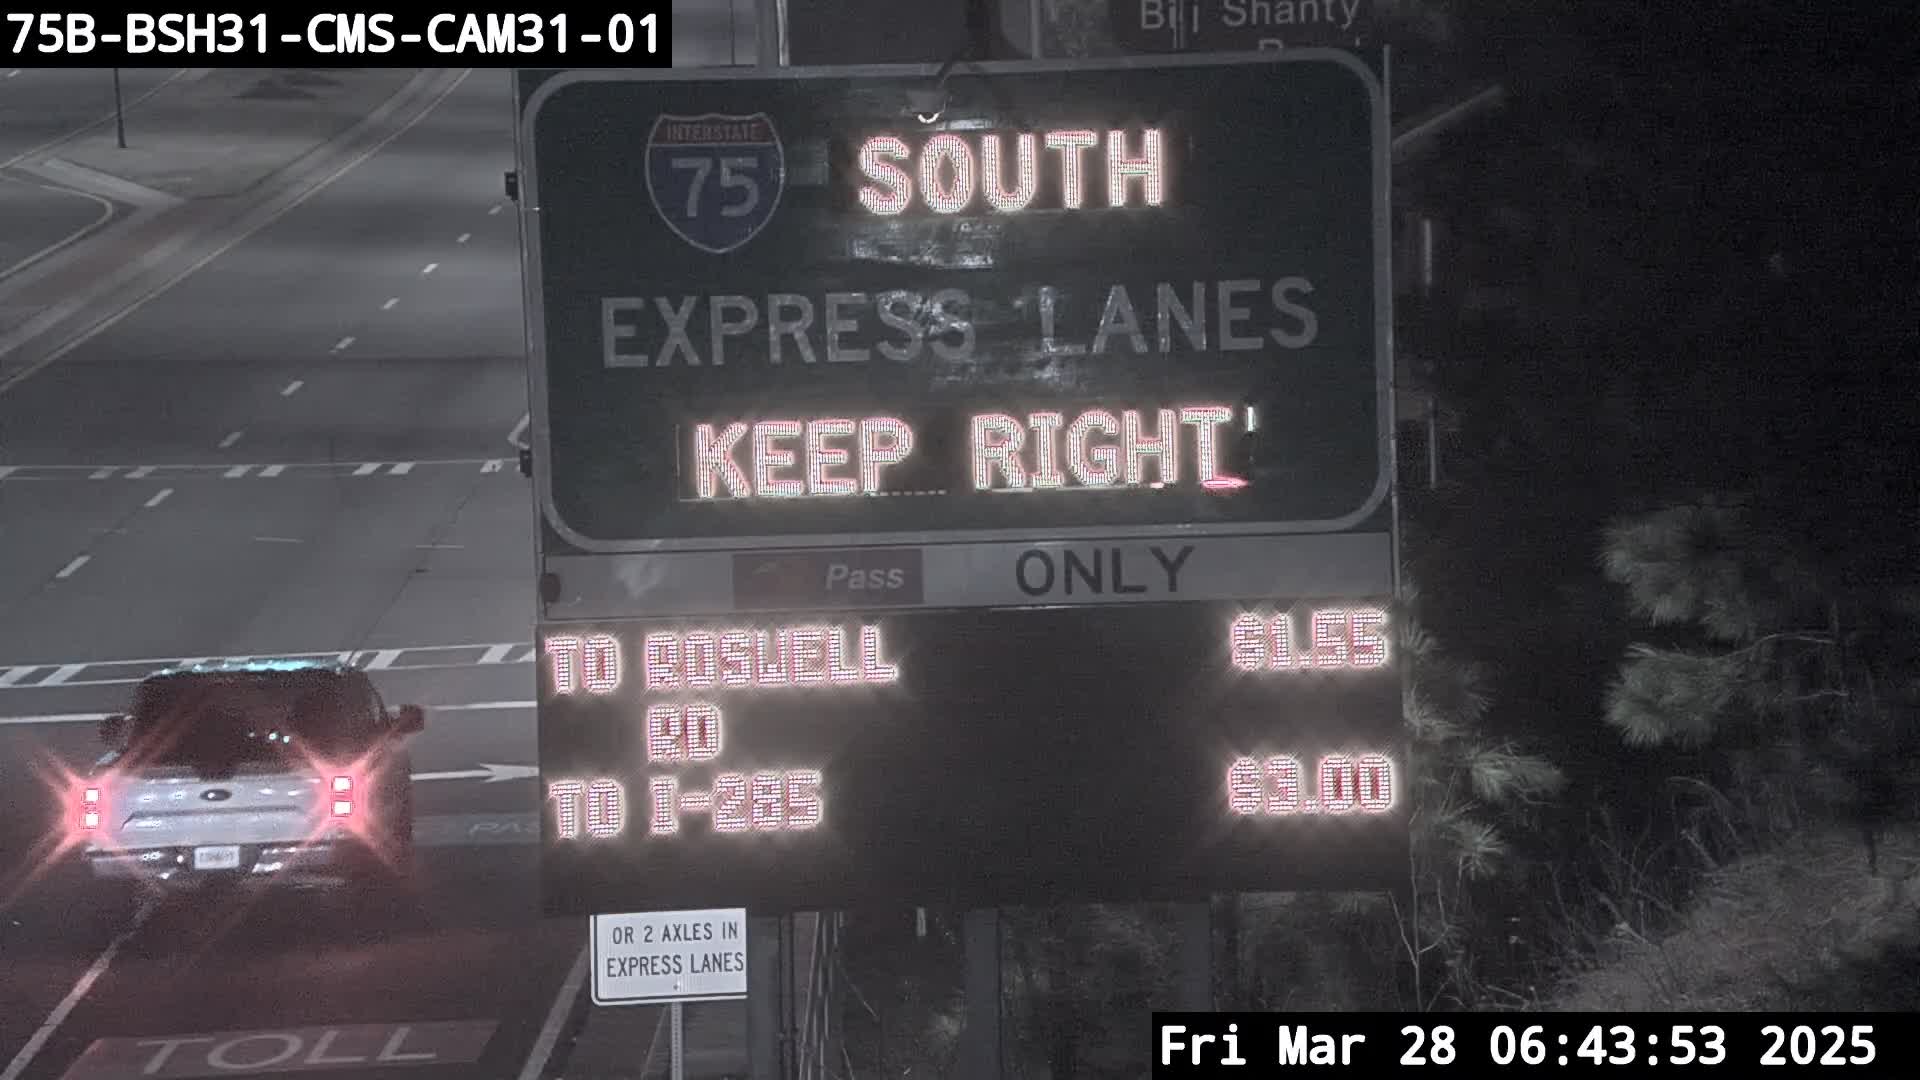 75B-BSH31-CMS-CAM31-01
Shanty
INTERSTATE
75
SOUTH
EXPRESS LANES
KEEP RIGHT
Pass ONLY
TO ROSWELL $1.55
RD
TO I-285 $3.00
OR 2 AXLES IN
EXPRESS LANES
TOLL
Fri Mar 28 06:43:53 2025